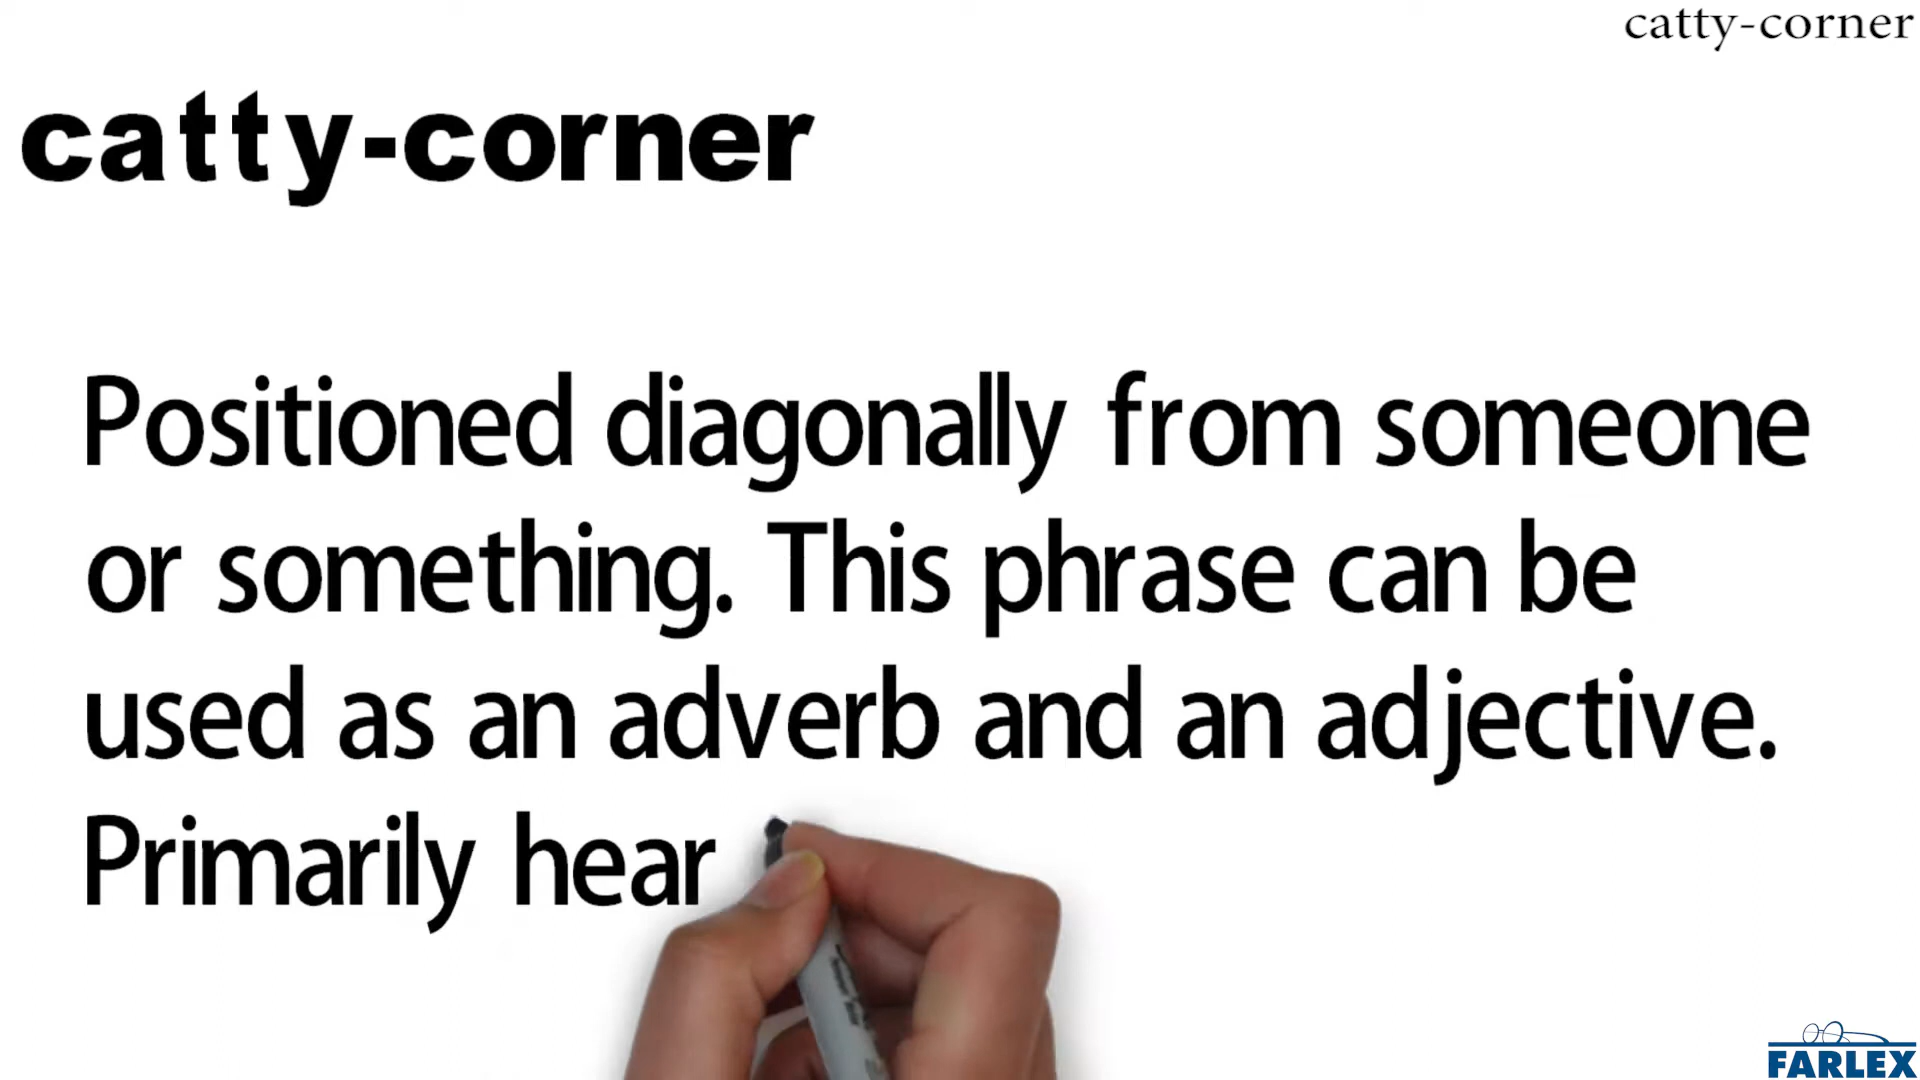 catty-corner
catty-corner
Positioned diagonally from someone
or something. This phrase can be
used as an adverb and an adjective.
Primarily hear
FARLEX